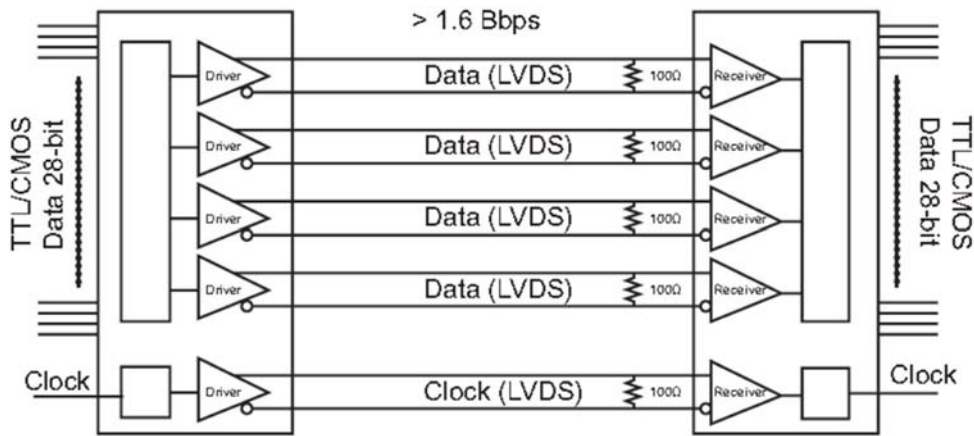 > 1.6 Bbps
TTL/CMOS
Data 28-bit
Driver
Data (LVDS)
100Ω
Receiver
Driver
Data (LVDS)
100Ω
Receiver
Driver
Data (LVDS)
100Ω
Receiver
Driver
Data (LVDS)
100Ω
Receiver
TTL/CMOS
Data 28-bit
Clock
Driver
Clock (LVDS)
100Ω
Receiver
Clock